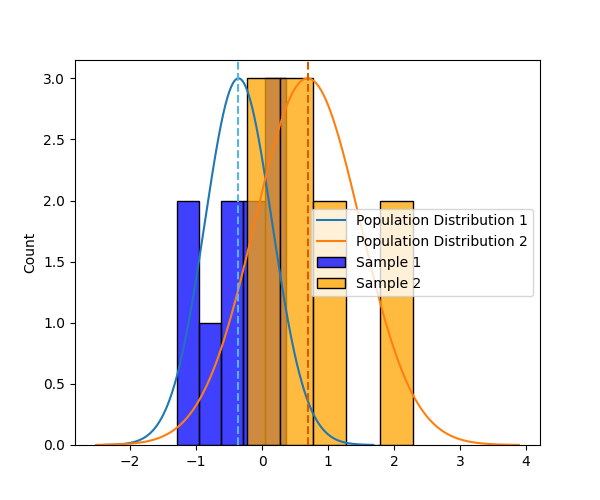 3.0
2.5
2.0
1.5
1.0
0.5
0.0
Count
Population Distribution 1
Population Distribution 2
Sample 1
Sample 2
−2 −1 0 1 2 3 4